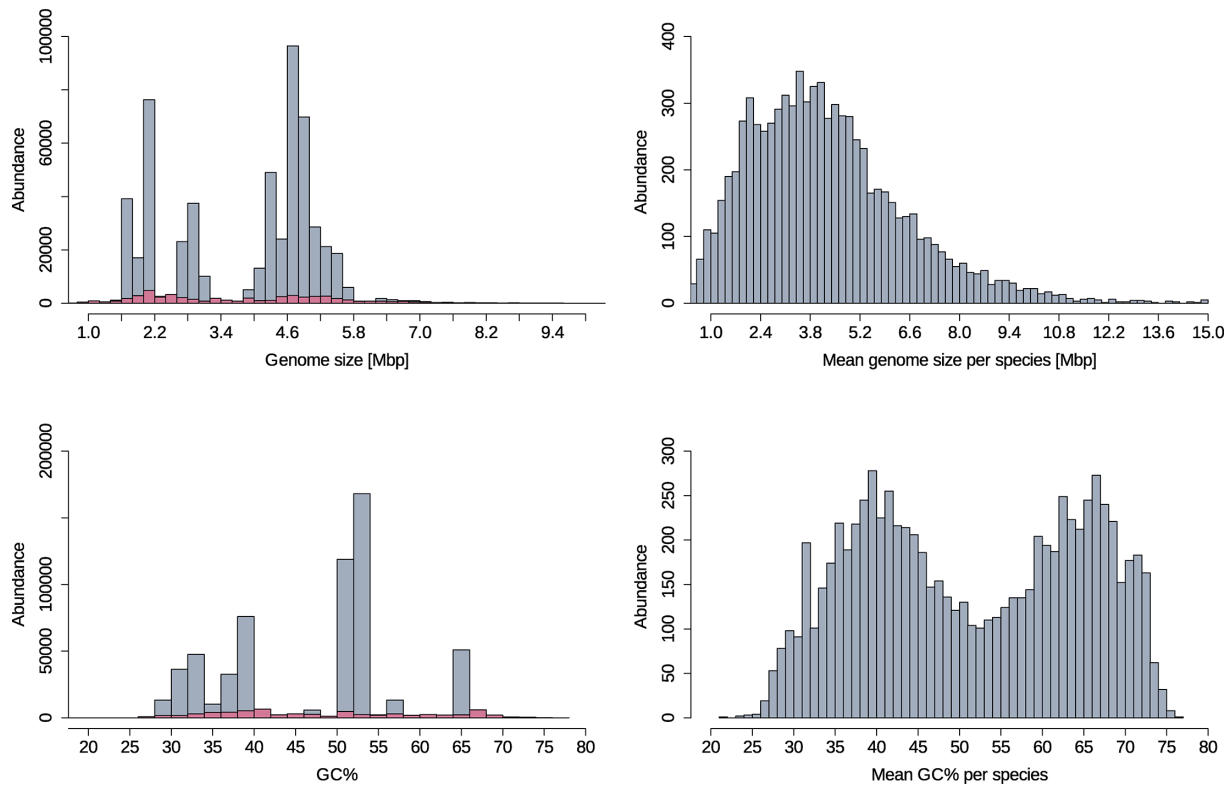 Abundance
0
20000
60000
100000
1.0 2.2 3.4 4.6 5.8 7.0 8.2 9.4
Genome size [Mbp]
Abundance
0
100
200
300
400
1.0 2.4 3.8 5.2 6.6 8.0 9.4 10.8 12.2 13.6 15.0
Mean genome size per species [Mbp]
Abundance
0
50000
100000
200000
20 25 30 35 40 45 50 55 60 65 70 75 80
GC%
Abundance
0
50
100
150
200
250
300
20 25 30 35 40 45 50 55 60 65 70 75 80
Mean GC% per species